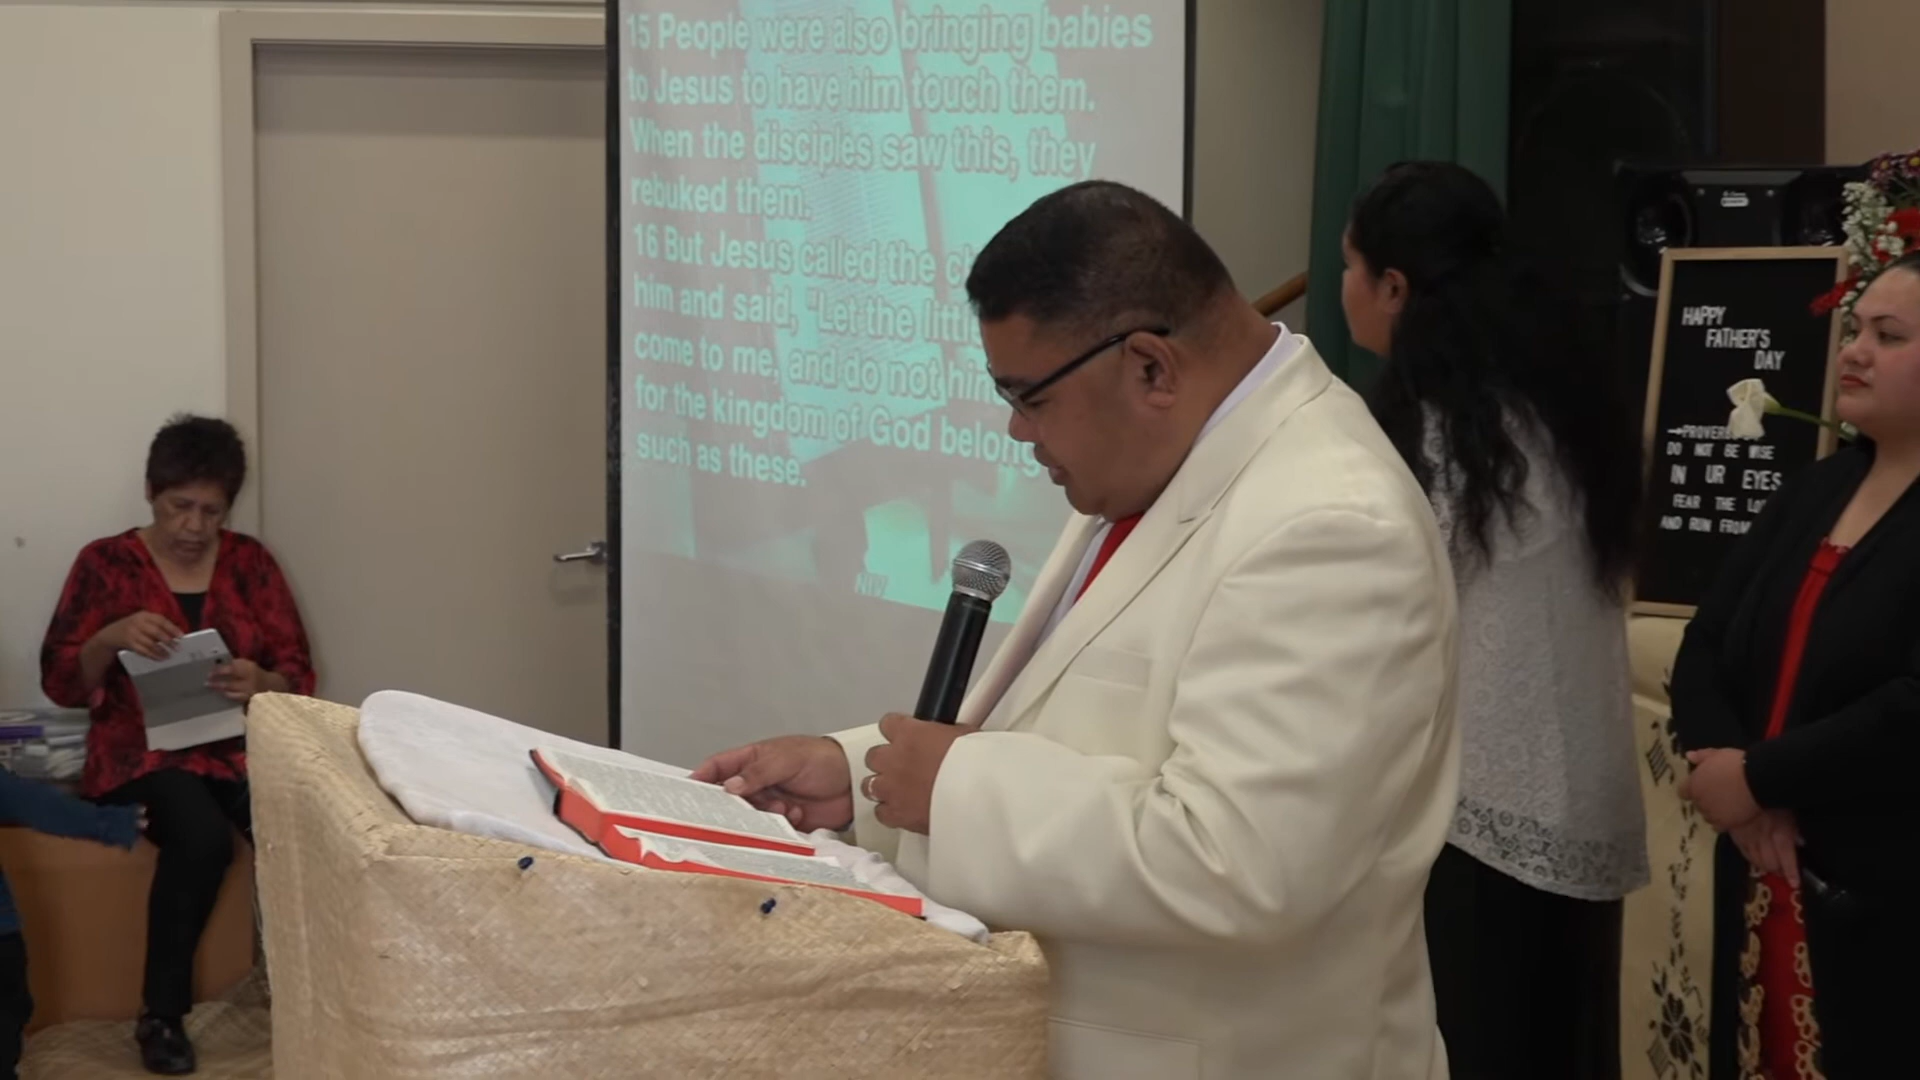 15 People were also bringing babies
to Jesus to have him touch them.
When the disciples saw this, they
rebuked them.
16 But Jesus called the
him and said, "Let the
come to me, and do not
for the kingdom of God
such as these.
NIV
HAPPY
FATHER'S
DAY
DO NOT BE WISE
IN UR EYES
FEAR THE
AND RUN FROM